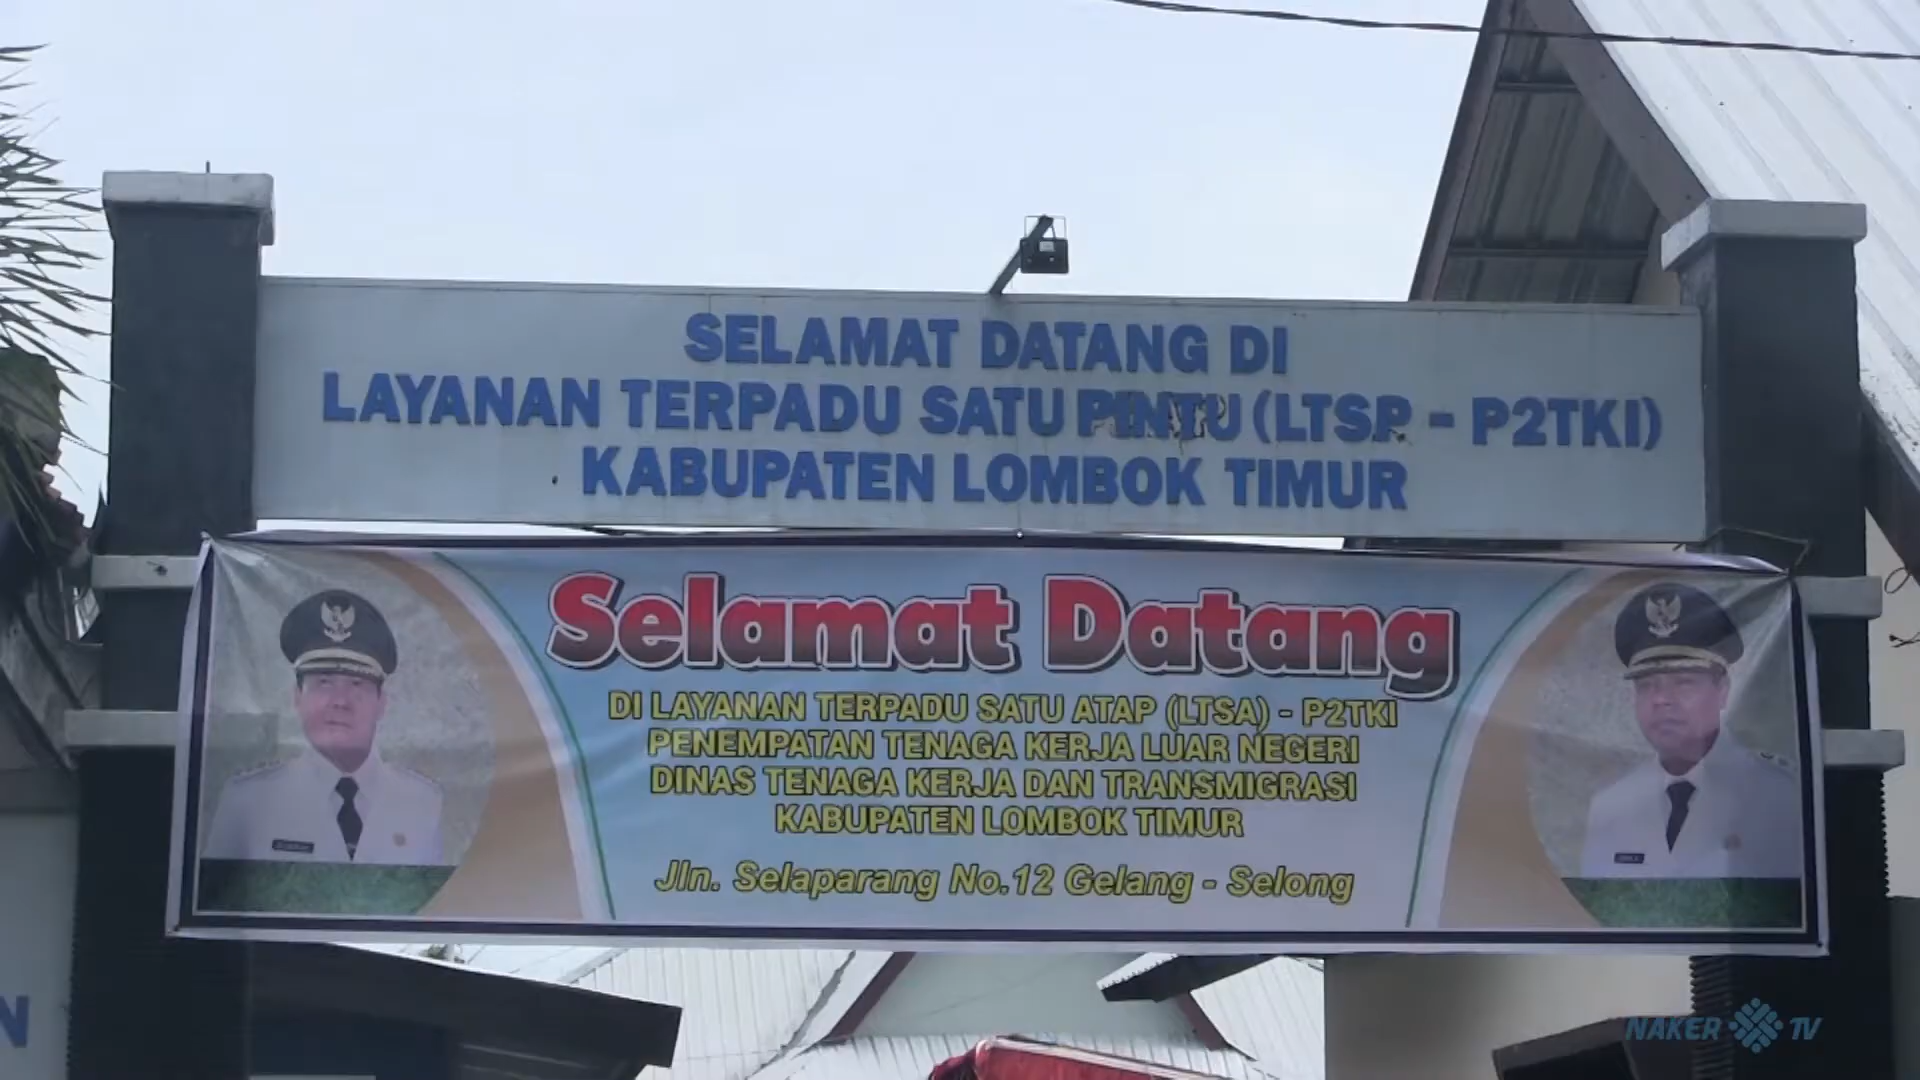 SELAMAT DATANG DI
LAYANAN TERPADU SATU PINTU (LTSP - P2TKI)
KABUPATEN LOMBOK TIMUR
Selamat Datang
DI LAYANAN TERPADU SATU ATAP (LTSA) - P2TKI
PENEMPATAN TENAGA KERJA LUAR NEGERI
DINAS TENAGA KERJA DAN TRANSMIGRASI
KABUPATEN LOMBOK TIMUR
Jln. Selaparang No.12 Gelang - Selong
NAKER TV